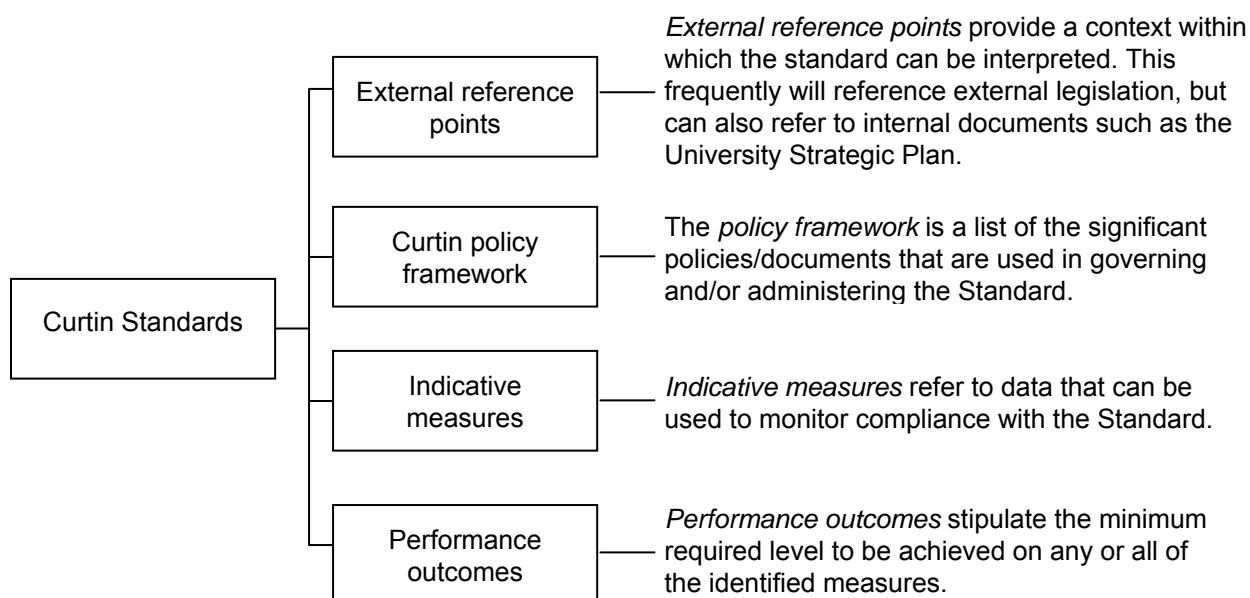 External reference points provide a context within
which the standard can be interpreted. This
frequently will reference external legislation, but
can also refer to internal documents such as the
University Strategic Plan.
External reference
points
The policy framework is a list of the significant
policies/documents that are used in governing
and/or administering the Standard.
Curtin policy
framework
Curtin Standards
Indicative
measures
Indicative measures refer to data that can be
used to monitor compliance with the Standard.
Performance
outcomes
Performance outcomes stipulate the minimum
required level to be achieved on any or all of
the identified measures.